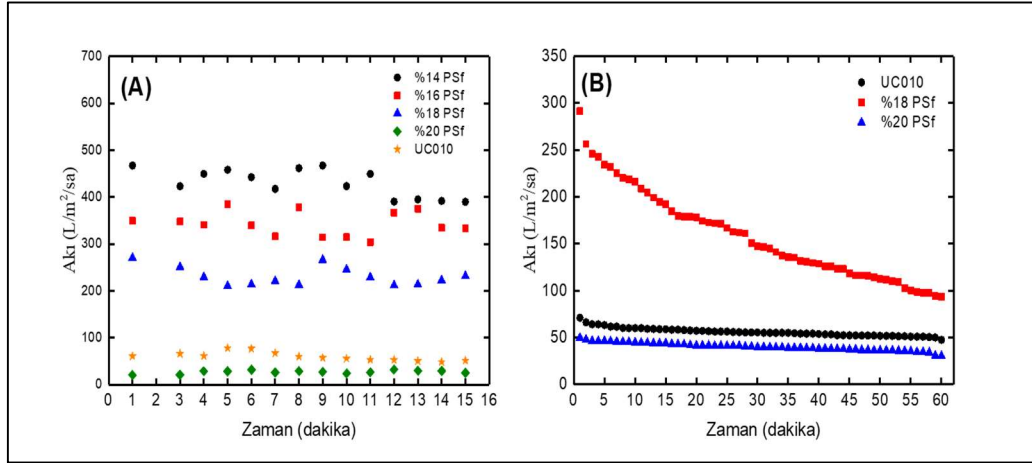 (A)
%14 PSf
%16 PSf
%18 PSf
%20 PSf
UC010
700
600
500
400
300
200
100
0
Akı (L/m²/sa)
0 1 2 3 4 5 6 7 8 9 10 11 12 13 14 15 16
Zaman (dakika)
(B)
UC010
%18 PSf
%20 PSf
350
300
250
200
150
100
50
0
Akı (L/m²/sa)
0 5 10 15 20 25 30 35 40 45 50 55 60
Zaman (dakika)